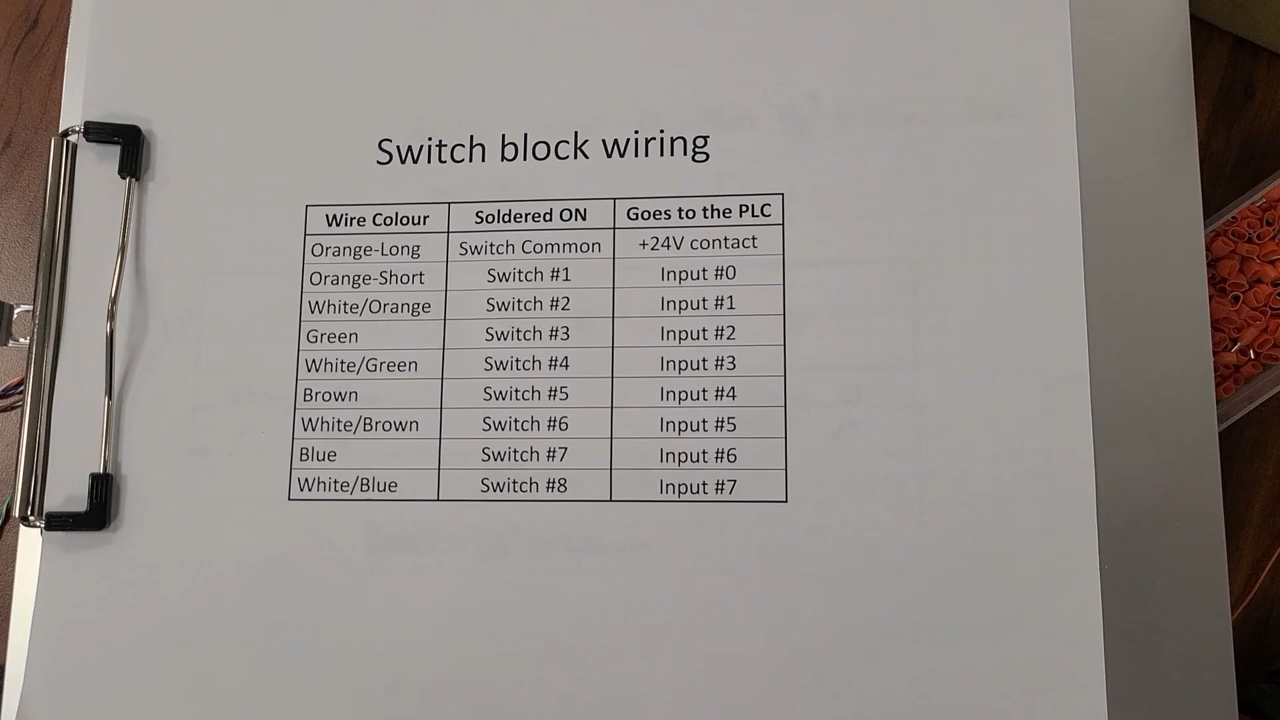 Switch block wiring
Wire Colour Soldered ON Goes to the PLC
Orange-Long Switch Common +24V contact
Orange-Short Switch #1 Input #0
White/Orange Switch #2 Input #1
Green Switch #3 Input #2
White/Green Switch #4 Input #3
Brown Switch #5 Input #4
White/Brown Switch #6 Input #5
Blue Switch #7 Input #6
White/Blue Switch #8 Input #7